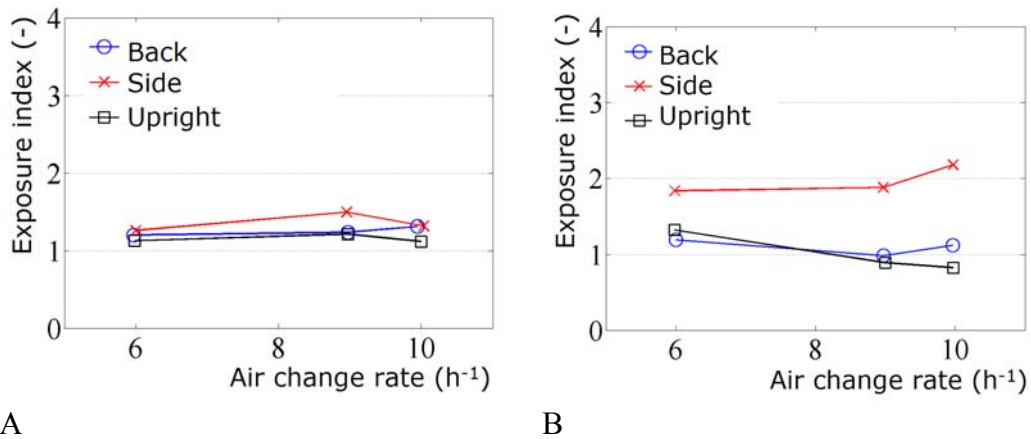 Exposure index (-)
4
3
2
1
0
Back
Side
Upright
6
8
10
Air change rate (h-1)
A
Exposure index (-)
4
3
2
1
0
Back
Side
Upright
6
8
10
Air change rate (h-1)
B